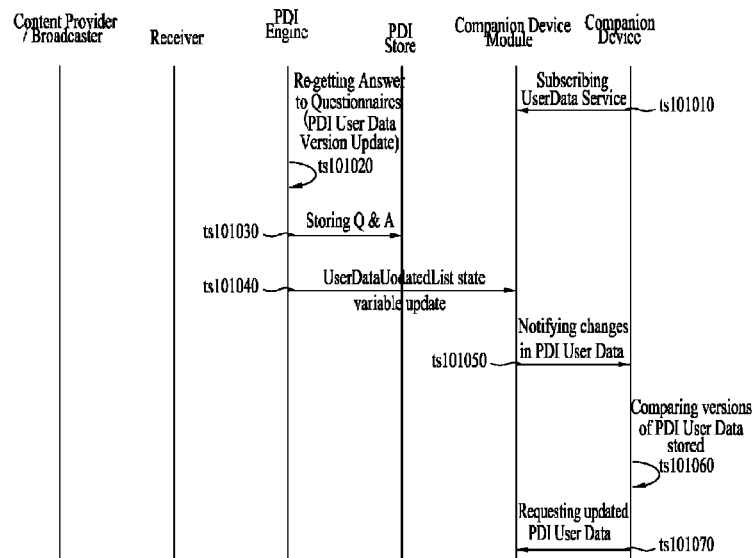 Content Provider
/ Broadcaster
Receiver
PDI
Engine
PDI
Store
Companion Device
Module
Companion
Device
Re-getting Answer
to Questionnaires
(PDI User Data
Version Update)
ts101020
Subscribing
UserData Service
ts101010
Storing Q & A
ts101030
UserDataUodatedList state
variable update
ts101040
Notifying changes
in PDI User Data
ts101050
Comparing versions
of PDI User Data
stored
ts101060
Requesting updated
PDI User Data
ts101070